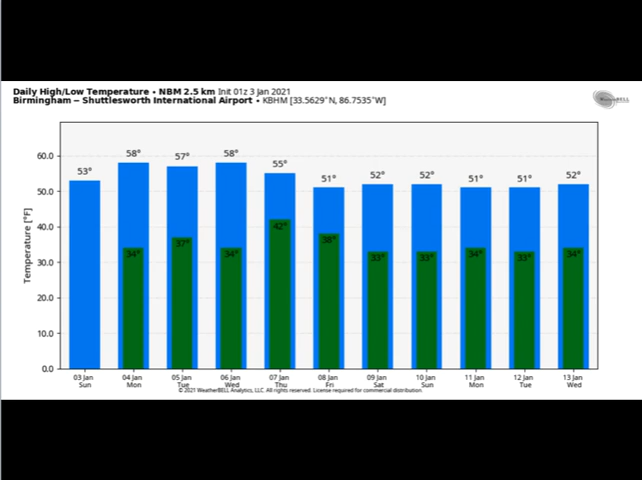 Daily High/Low Temperature • NBM 2.5 km Init 01z 3 Jan 2021
Birmingham – Shuttlesworth International Airport • KBHM [33.5629°N, 86.7535°W]
WeatherBELL
Temperature [°F]
60.0
50.0
40.0
30.0
20.0
10.0
0.0
53° 58° 57° 58° 55° 51° 52° 52° 51° 51° 52°
34° 37° 34° 42° 38° 33° 33° 34° 33° 34°
03 Jan 04 Jan 05 Jan 06 Jan 07 Jan 08 Jan 09 Jan 10 Jan 11 Jan 12 Jan 13 Jan
Sun Mon Tue Wed Thu Fri Sat Sun Mon Tue Wed
© 2021 WeatherBELL Analytics, LLC. All rights reserved. License required for commercial distribution.